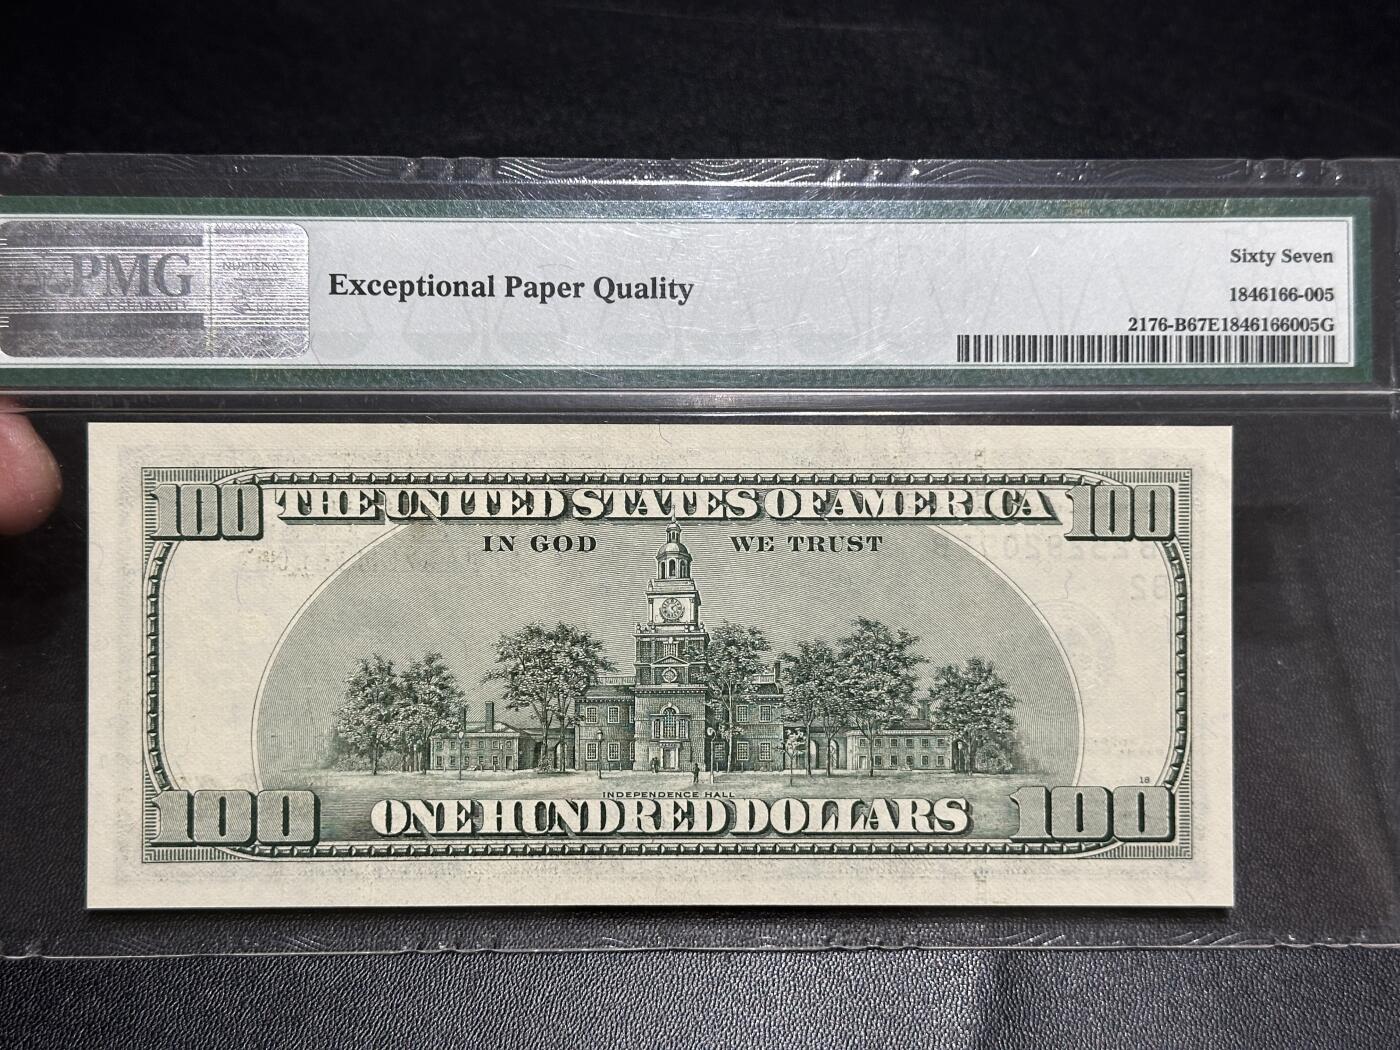 PMG
Exceptional Paper Quality
Sixty Seven
1846166-005
2176-B67E1846166005G
100 THE UNITED STATES OF AMERICA 100
IN GOD WE TRUST
18
INDEPENDENCE HALL
100 ONE HUNDRED DOLLARS 100